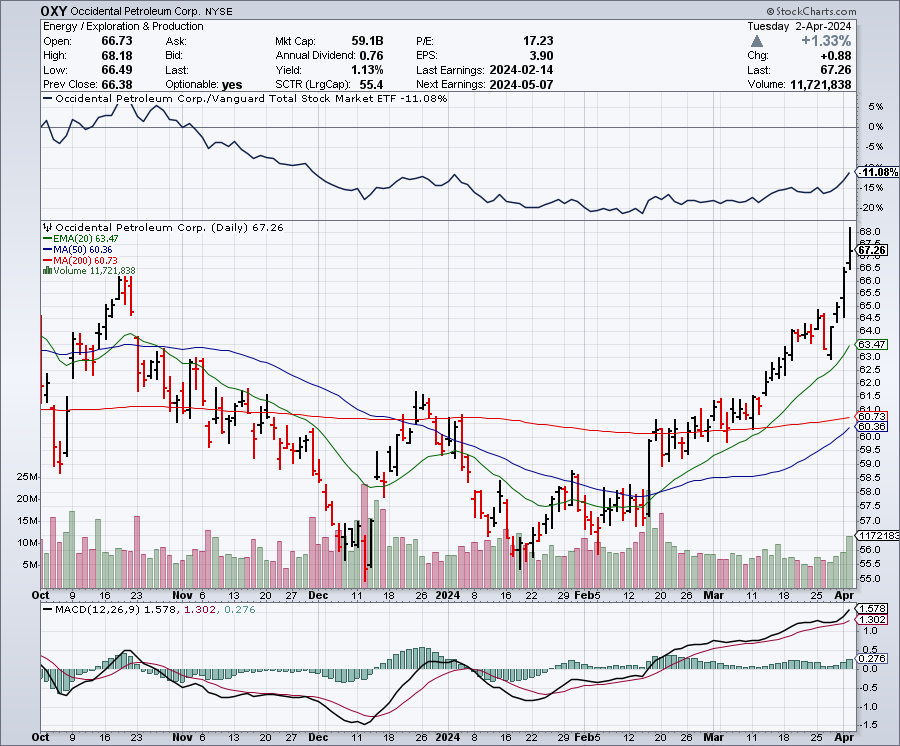 OXY Occidental Petroleum Corp. NYSE © StockCharts.com
Energy / Exploration & Production Tuesday 2-Apr-2024
Open: 66.73 Ask: Mkt Cap: 59.1B P/E: 17.23 +1.33%
High: 68.18 Bid: Annual Dividend: 0.76 EPS: 3.90 Chg: +0.88
Low: 66.49 Last: Yield: 1.13% Last Earnings: 2024-02-14 Last: 67.26
Prev Close: 66.38 Optionable: yes SCTR (LrgCap): 55.4 Next Earnings: 2024-05-07 Volume: 11,721,838
Occidental Petroleum Corp./Vanguard Total Stock Market ETF -11.08%
5%
0%
-5%
-11.08%
-15%
-20%
Occidental Petroleum Corp. (Daily) 67.26
EMA(20) 63.47
MA(50) 60.36
MA(200) 60.73
Volume 11,721,838
68.0
67.26
66.5
66.0
65.5
65.0
64.5
64.0
63.47
63.0
62.5
62.0
61.5
60.73
60.36
60.0
59.5
59.0
58.5
58.0
57.5
57.0
1172183
56.0
55.5
55.0
25M
20M
15M
10M
5M
Oct 9 16 23 Nov 6 13 20 27 Dec 11 18 26 2024 8 16 22 29 Feb 5 12 20 26 Mar 11 18 25 Apr
MACD(12,26,9) 1.578, 1.302, 0.276
1.578
1.302
1.0
0.5
0.276
0.0
-0.5
-1.0
-1.5
Oct 9 16 23 Nov 6 13 20 27 Dec 11 18 26 2024 8 16 22 29 Feb 5 12 20 26 Mar 11 18 25 Apr